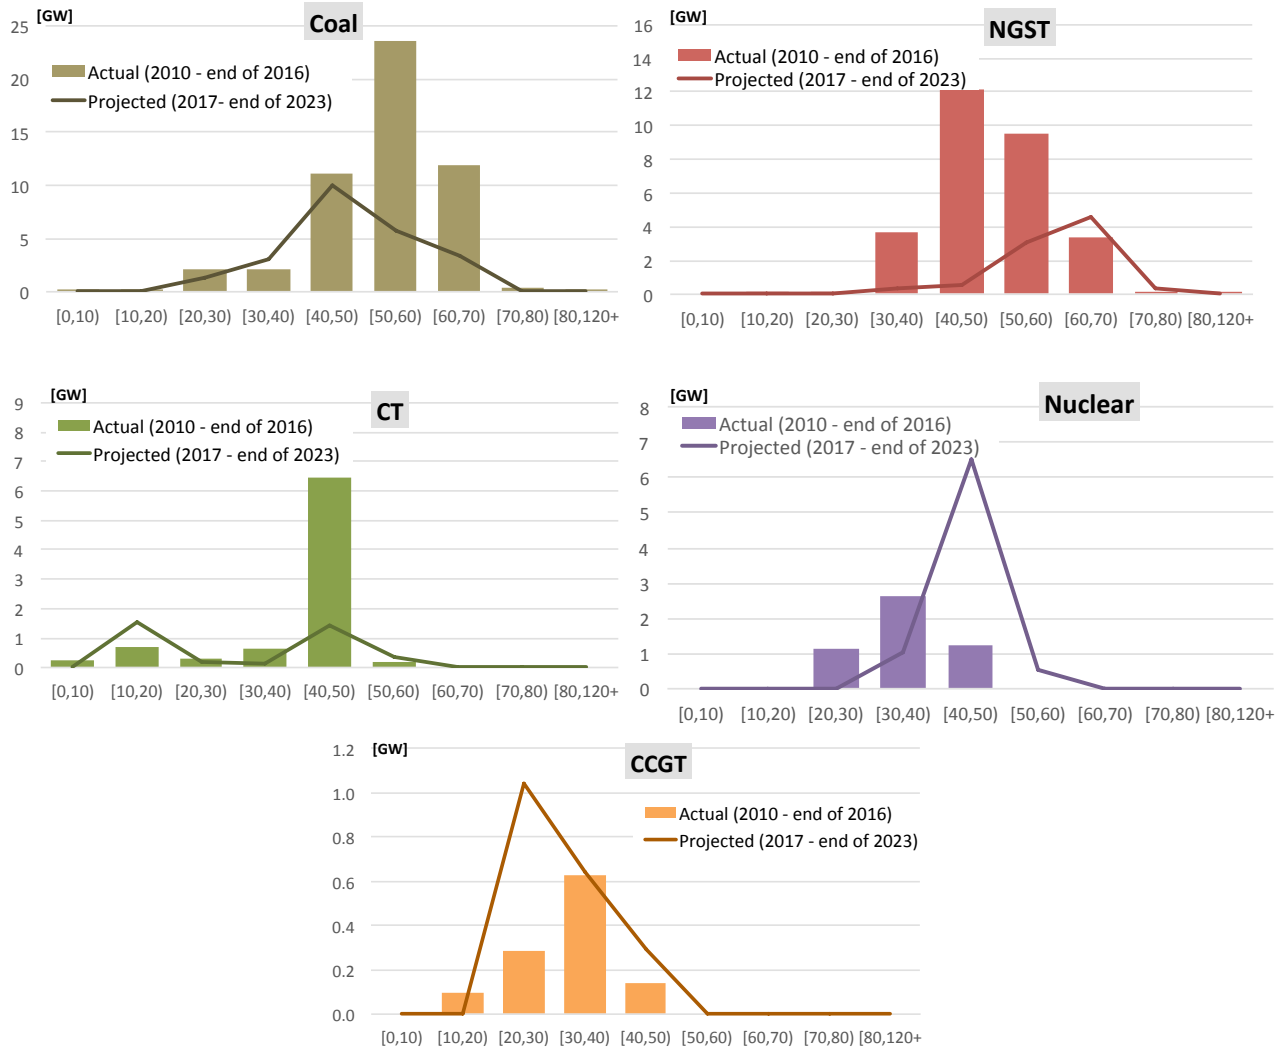 [GW]
Coal
25
20
15
10
5
0
Actual (2010 - end of 2016)
Projected (2017- end of 2023)
[0,10) [10,20) [20,30) [30,40) [40,50) [50,60) [60,70) [70,80) [80,120+
[GW]
NGST
16
14
12
10
8
6
4
2
0
Actual (2010 - end of 2016)
Projected (2017 - end of 2023)
[0,10) [10,20) [20,30) [30,40) [40,50) [50,60) [60,70) [70,80) [80,120+
[GW]
CT
9
8
7
6
5
4
3
2
1
0
Actual (2010 - end of 2016)
Projected (2017 - end of 2023)
[0,10) [10,20) [20,30) [30,40) [40,50) [50,60) [60,70) [70,80) [80,120+
[GW]
Nuclear
8
7
6
5
4
3
2
1
0
Actual (2010 - end of 2016)
Projected (2017 - end of 2023)
[0,10) [10,20) [20,30) [30,40) [40,50) [50,60) [60,70) [70,80) [80,120+
[GW]
CCGT
1.2
1.0
0.8
0.6
0.4
0.2
0.0
Actual (2010 - end of 2016)
Projected (2017 - end of 2023)
[0,10) [10,20) [20,30) [30,40) [40,50) [50,60) [60,70) [70,80) [80,120+